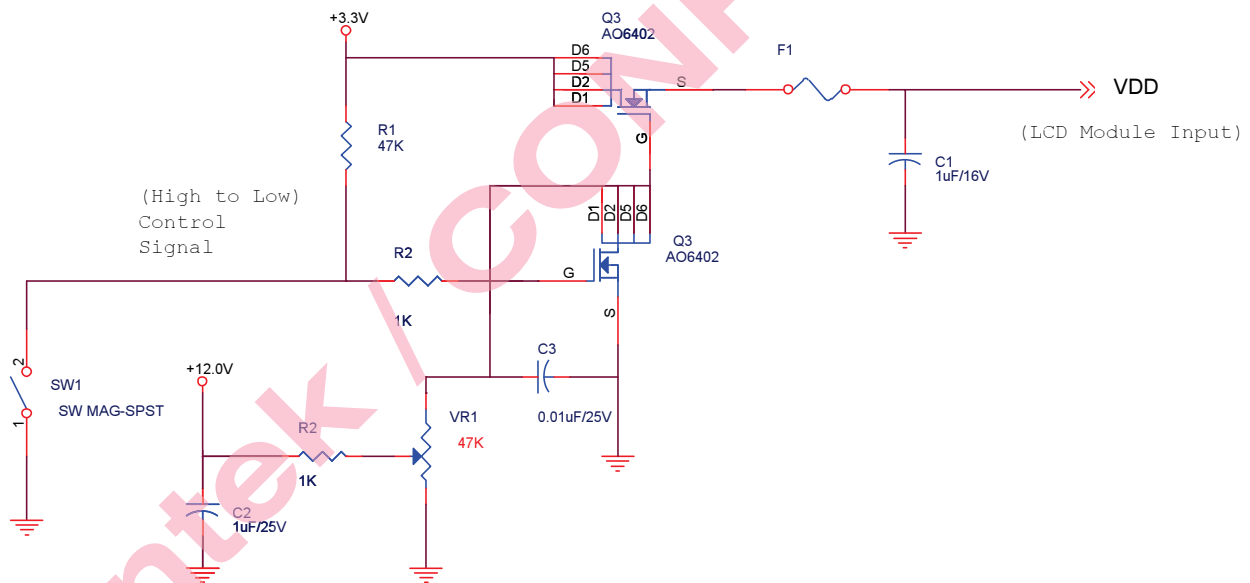 +3.3V
Q3
AO6402
D6
D5
D2
D1
S
G
F1
VDD
(LCD Module Input)
R1
47K
C1
1uF/16V
(High to Low)
Control
Signal
D1
D2
D5
D6
Q3
AO6402
R2
1K
G
S
2
SW1
SW MAG-SPST
1
+12.0V
C3
0.01uF/25V
VR1
47K
R2
1K
C2
1uF/25V
ntek / CON